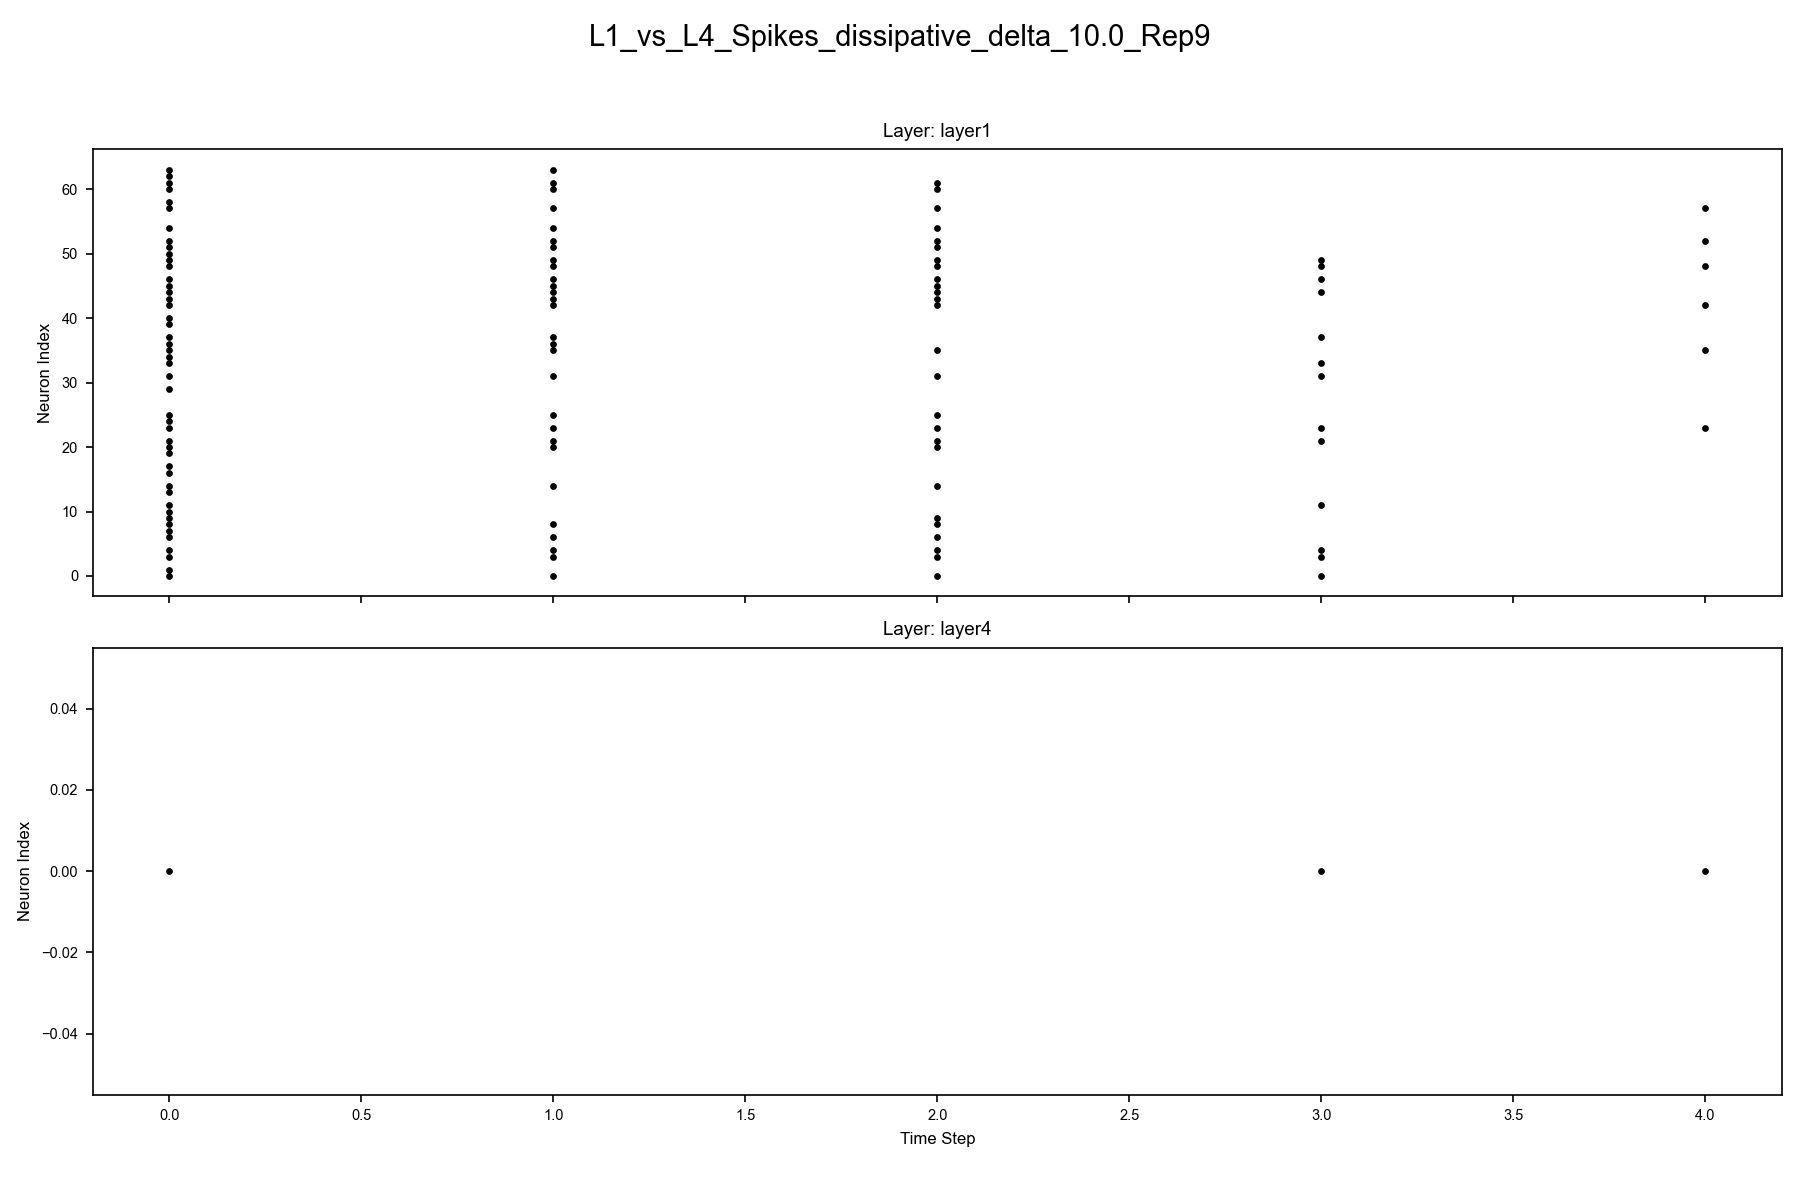 L1_vs_L4_Spikes_dissipative_delta_10.0_Rep9
Layer: layer1
60
50
40
30
20
10
0
Neuron Index
Layer: layer4
0.04
0.02
0.00
−0.02
−0.04
Neuron Index
0.0 0.5 1.0 1.5 2.0 2.5 3.0 3.5 4.0
Time Step